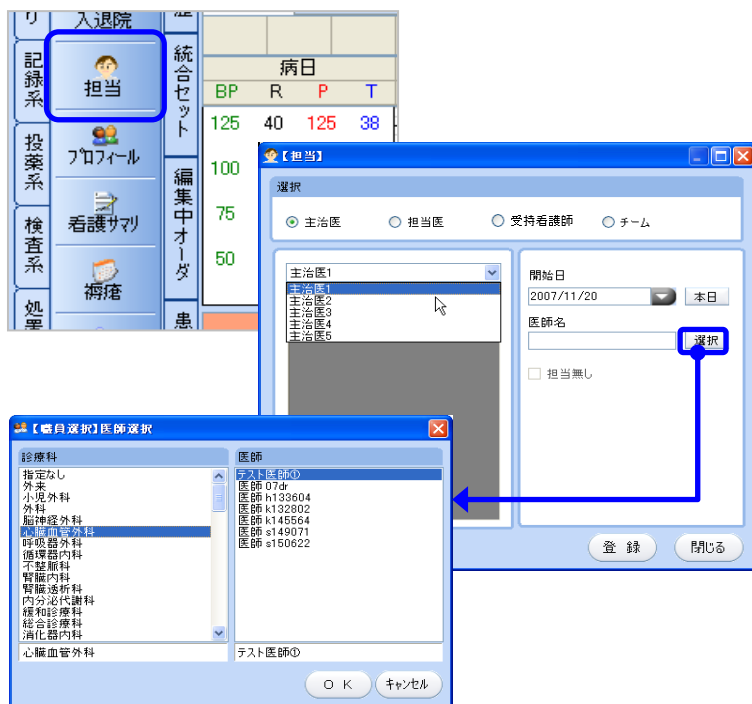 入退院
記録系
担当
統合セット
病日
BP R P T
125 40 125 38
投薬系
プロフィール
100
編集中オーダ
検査系
看護サマリ
75
50
褥瘡
処置
患
【担当】
選択
主治医 担当医 受持看護師 チーム
主治医1
主治医1
主治医2
主治医3
主治医4
主治医5
開始日
2007/11/20 本日
医師名
選択
担当無し
登 録 閉じる
【職員選択】医師選択
診療科
指定なし
外来
小児外科
外科
脳神経外科
心臓血管外科
呼吸器外科
循環器内科
不整脈科
腎臓内科
腎臓透析科
内分泌代謝科
緩和診療科
総合診療科
消化器内科
心臓血管外科
医師
テスト医師①
医師 07dr
医師 h133604
医師 k132802
医師 k145564
医師 s149071
医師 s150622
テスト医師①
O K キャンセル